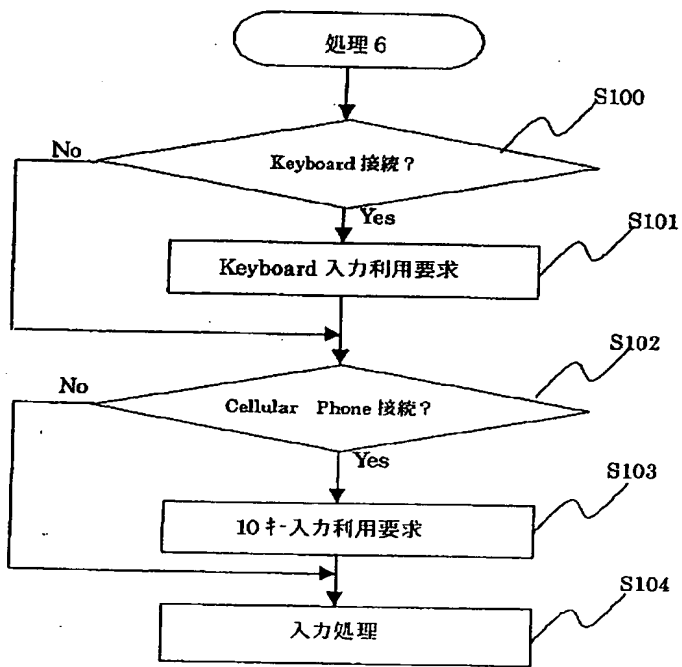 処理6
S100
No
Keyboard 接続?
Yes
S101
Keyboard 入力利用要求
S102
No
Cellular Phone 接続?
Yes
S103
10キー入力利用要求
S104
入力処理